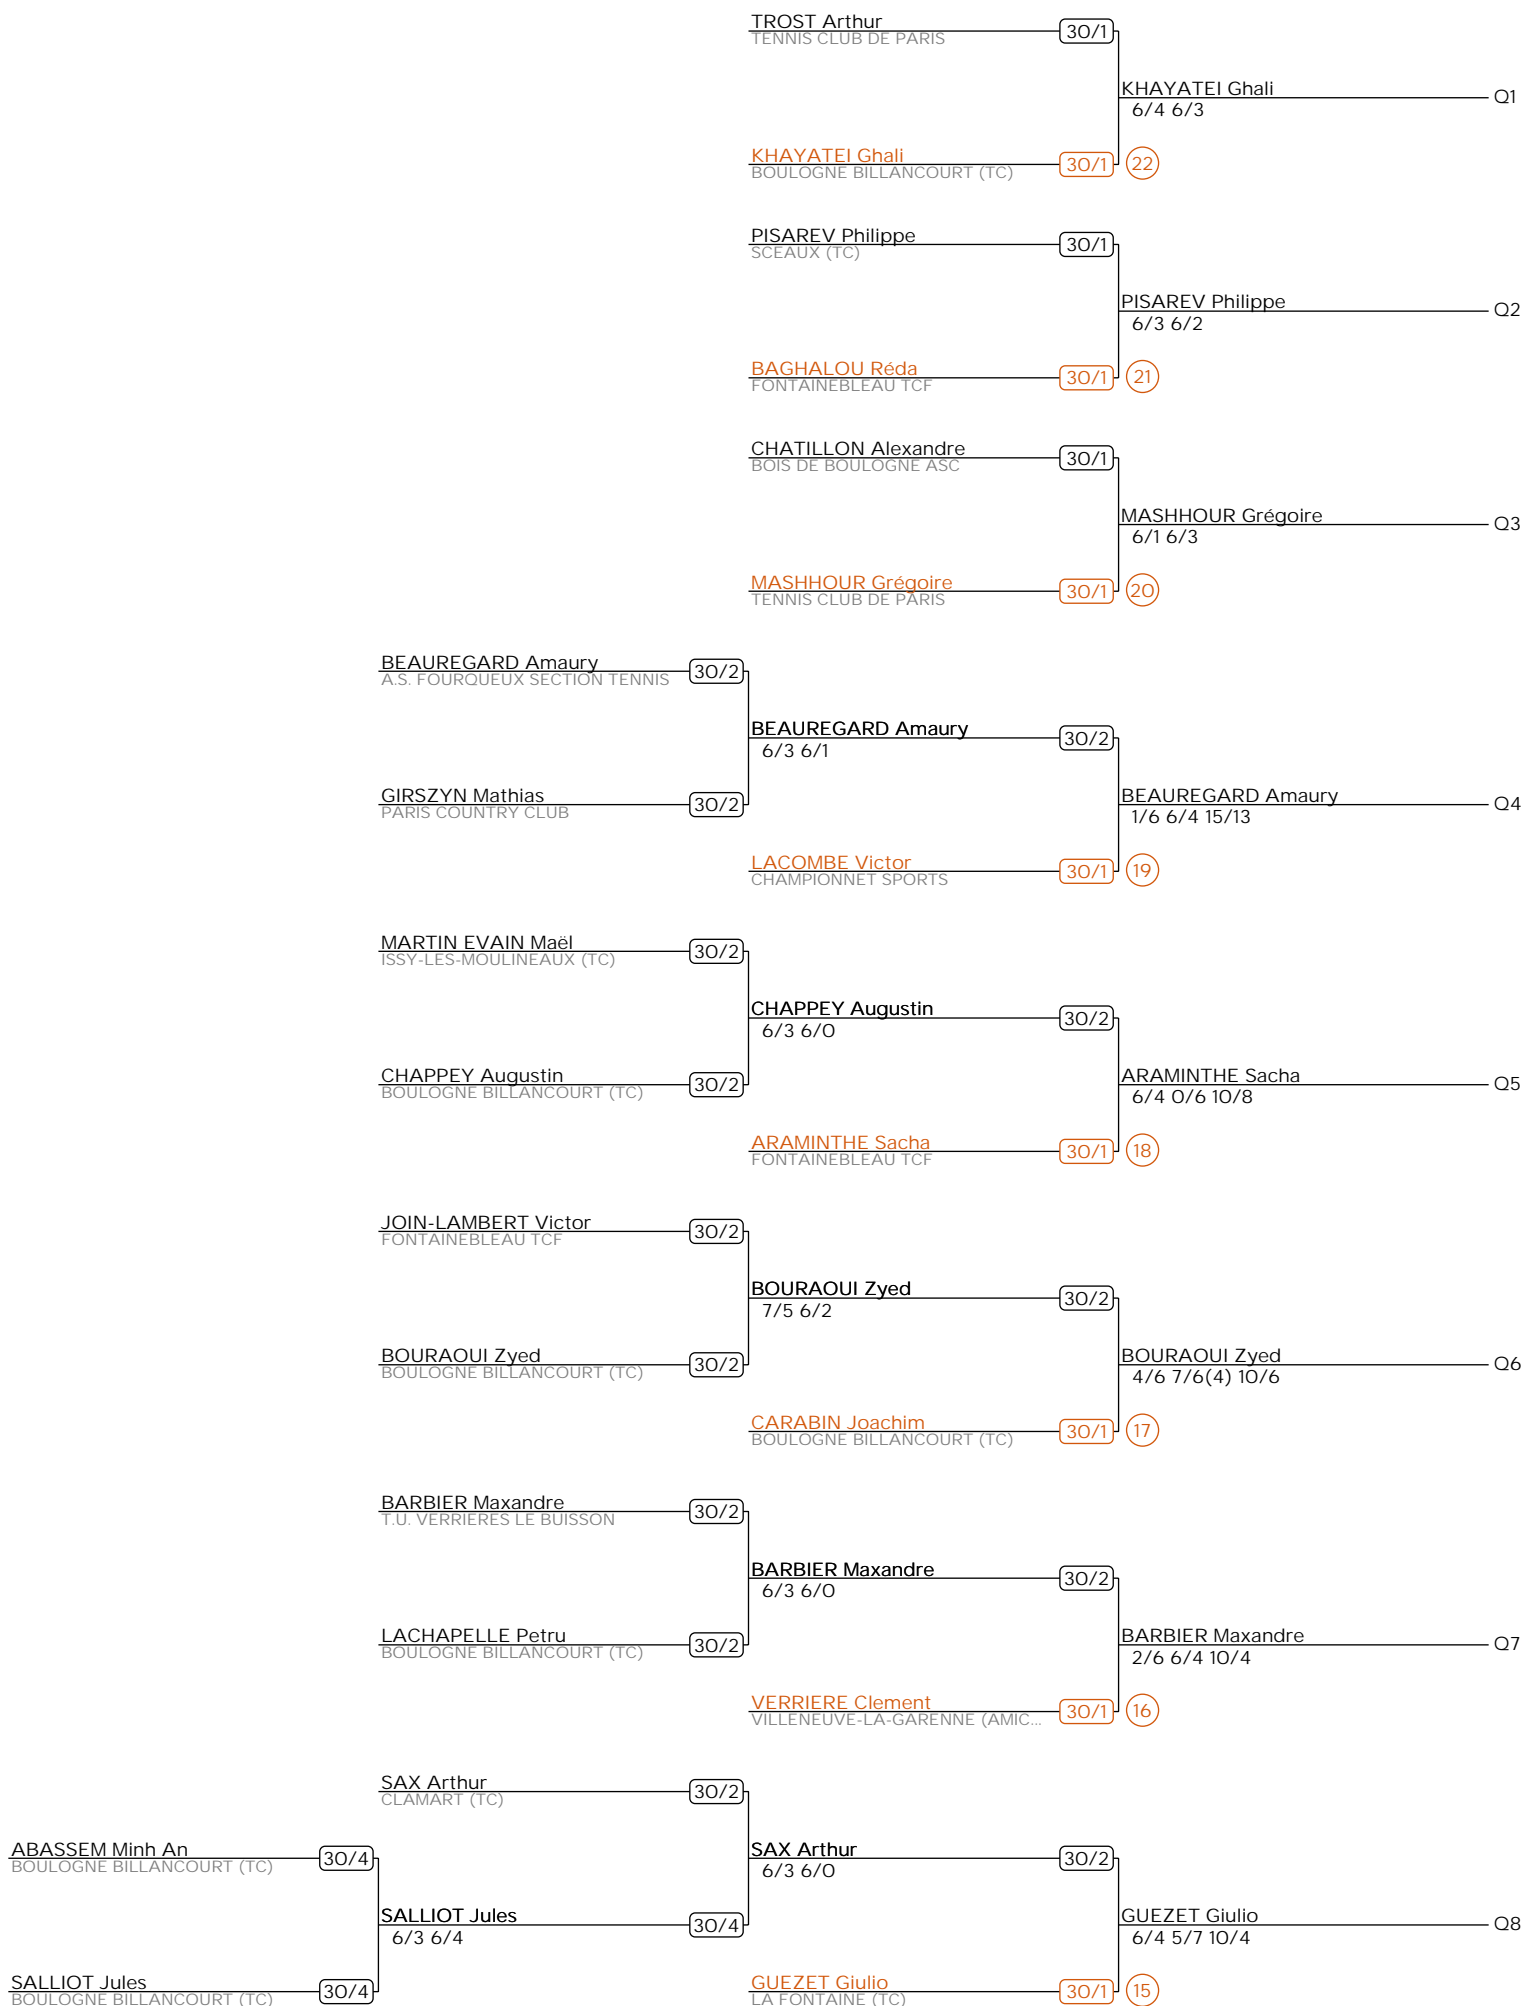 TROST Arthur
TENNIS CLUB DE PARIS
30/1
KHAYATEI Ghali
6/4 6/3
Q1
KHAYATEI Ghali
BOULOGNE BILLANCOURT (TC)
30/1
22
PISAREV Philippe
SCEAUX (TC)
30/1
PISAREV Philippe
6/3 6/2
Q2
BAGHALOU Réda
FONTAINEBLEAU TCF
30/1
21
CHATILLON Alexandre
BOIS DE BOULOGNE ASC
30/1
MASHHOUR Grégoire
6/1 6/3
Q3
MASHHOUR Grégoire
TENNIS CLUB DE PARIS
30/1
20
BEAUREGARD Amaury
A.S. FOURQUEUX SECTION TENNIS
30/2
BEAUREGARD Amaury
6/3 6/1
30/2
GIRSZYN Mathias
PARIS COUNTRY CLUB
30/2
BEAUREGARD Amaury
1/6 6/4 15/13
Q4
LACOMBE Victor
CHAMPIONNET SPORTS
30/1
19
MARTIN EVAIN Maël
ISSY-LES-MOULINEAUX (TC)
30/2
CHAPPEY Augustin
6/3 6/0
30/2
CHAPPEY Augustin
BOULOGNE BILLANCOURT (TC)
30/2
ARAMINTHE Sacha
6/4 0/6 10/8
Q5
ARAMINTHE Sacha
FONTAINEBLEAU TCF
30/1
18
JOIN-LAMBERT Victor
FONTAINEBLEAU TCF
30/2
BOURAOUI Zyed
7/5 6/2
30/2
BOURAOUI Zyed
BOULOGNE BILLANCOURT (TC)
30/2
BOURAOUI Zyed
4/6 7/6(4) 10/6
Q6
CARABIN Joachim
BOULOGNE BILLANCOURT (TC)
30/1
17
BARBIER Maxandre
T.U. VERRIERES LE BUISSON
30/2
BARBIER Maxandre
6/3 6/0
30/2
LACHAPELLE Petru
BOULOGNE BILLANCOURT (TC)
30/2
BARBIER Maxandre
2/6 6/4 10/4
Q7
VERRIERE Clement
VILLENEUVE-LA-GARENNE (AMIC...
30/1
16
SAX Arthur
CLAMART (TC)
30/2
ABASSEM Minh An
BOULOGNE BILLANCOURT (TC)
30/4
SAX Arthur
6/3 6/0
30/2
SALLIOT Jules
6/3 6/4
30/4
GUEZET Giulio
6/4 5/7 10/4
Q8
SALLIOT Jules
BOULOGNE BILLANCOURT (TC)
30/4
GUEZET Giulio
LA FONTAINE (TC)
30/1
15